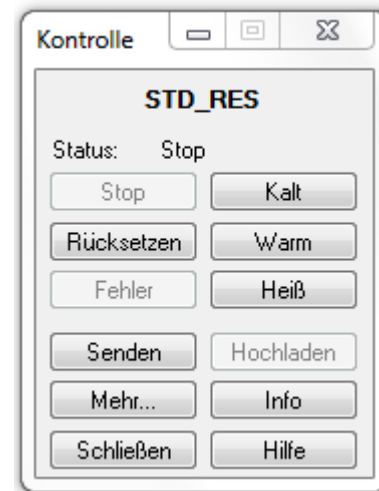 Kontrolle
STD_RES
Status: Stop
Stop Kalt
Rücksetzen Warm
Fehler Heiß
Senden Hochladen
Mehr... Info
Schließen Hilfe